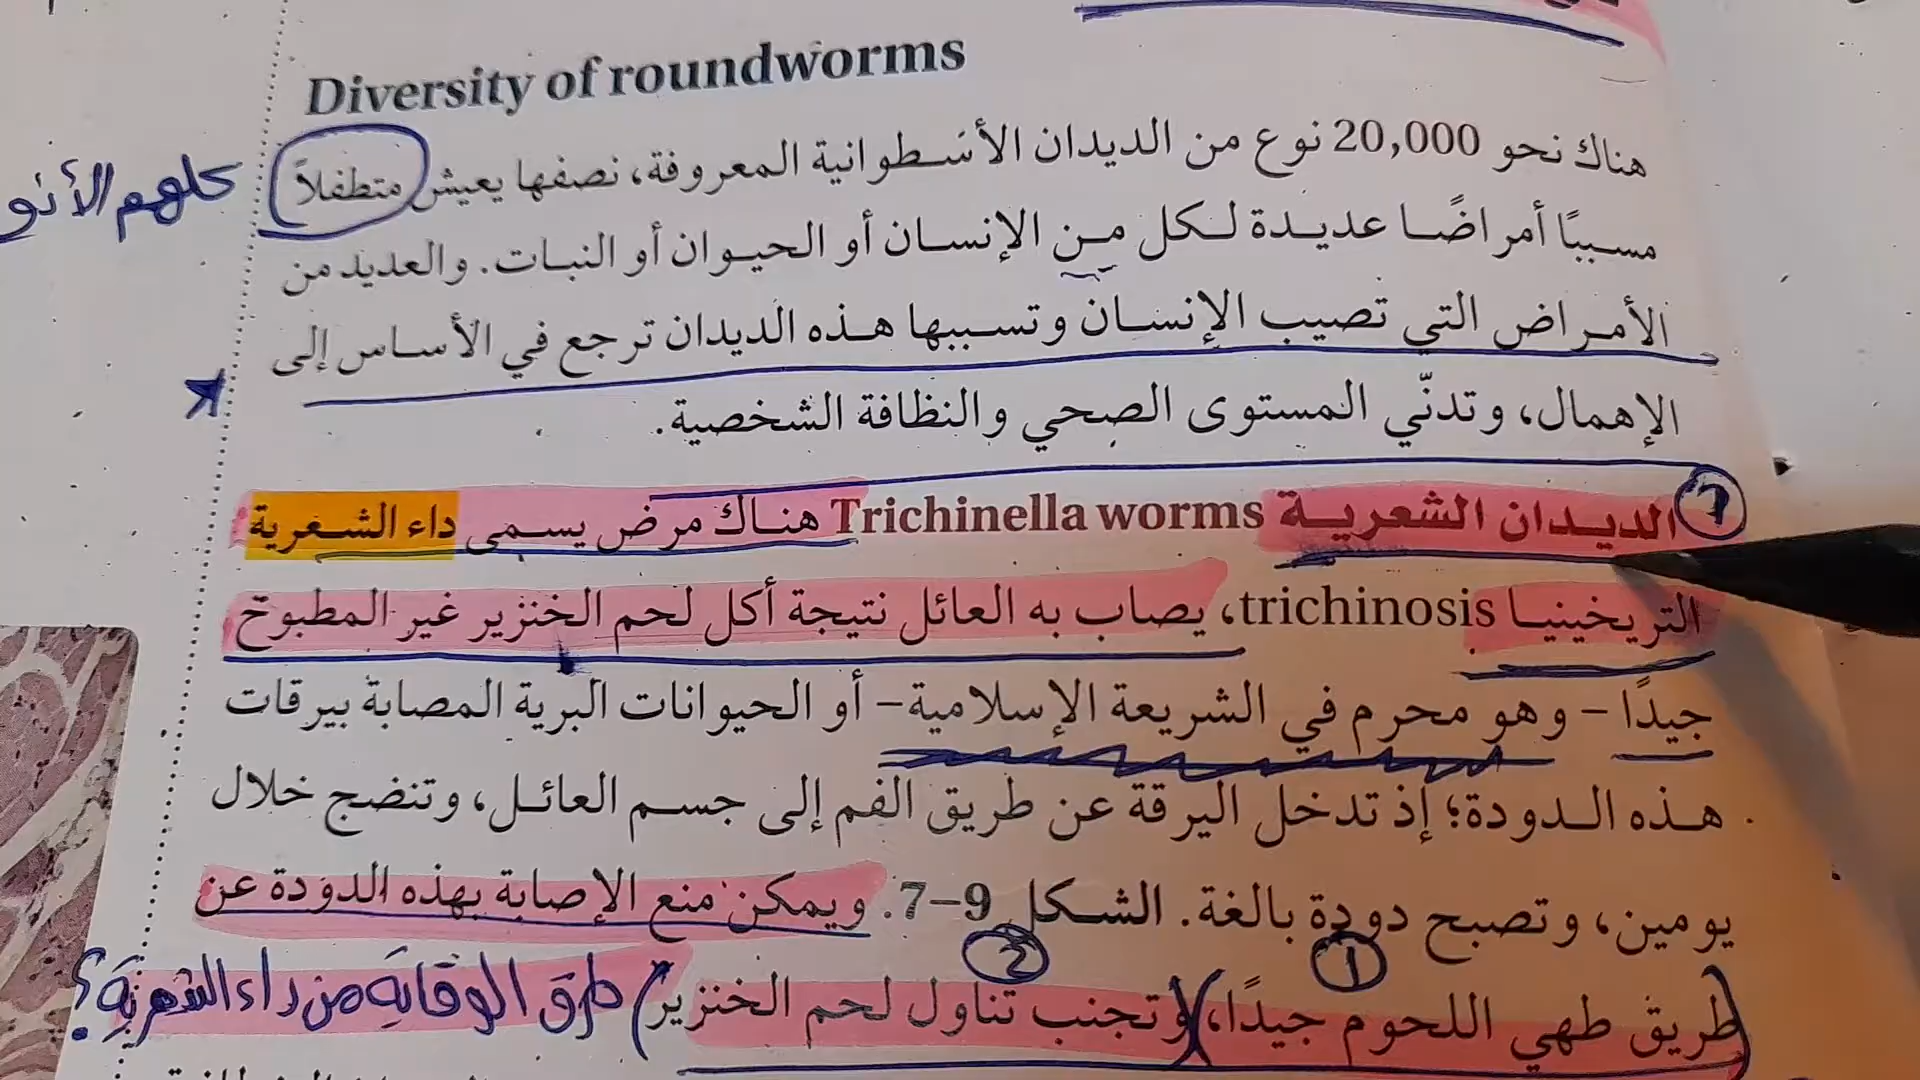 Diversity of roundworms
هناك نحو 20,000 نوع من الديدان الأسطوانية المعروفة، نصفها يعيش متطفلاً
كلهم الأنو
مسببًا أمراضًا عديدة لكل من الإنسان أو الحيوان أو النبات. والعديد من
الأمراض التي تصيب الإنسان وتسببها هذه الديدان ترجع في الأساس إلى
الإهمال، وتدنّي المستوى الصحي والنظافة الشخصية.
الديدان الشعرية Trichinella worms هناك مرض يسمى داء الشعرية
التريخينيا trichinosis، يصاب به العائل نتيجة أكل لحم الخنزير غير المطبوخ
جيدًا – وهو محرم في الشريعة الإسلامية– أو الحيوانات البرية المصابة بيرقات
هذه الدودة؛ إذ تدخل اليرقة عن طريق الفم إلى جسم العائل، وتنضج خلال
يومين، وتصبح دودة بالغة. الشكل 9–7. ويمكن منع الإصابة بهذه الدودة عن
1 2
(طريق طهي اللحوم جيدًا،)(وتجنب تناول لحم الخنزير) طرق الوقاية من داء الشعرية؟